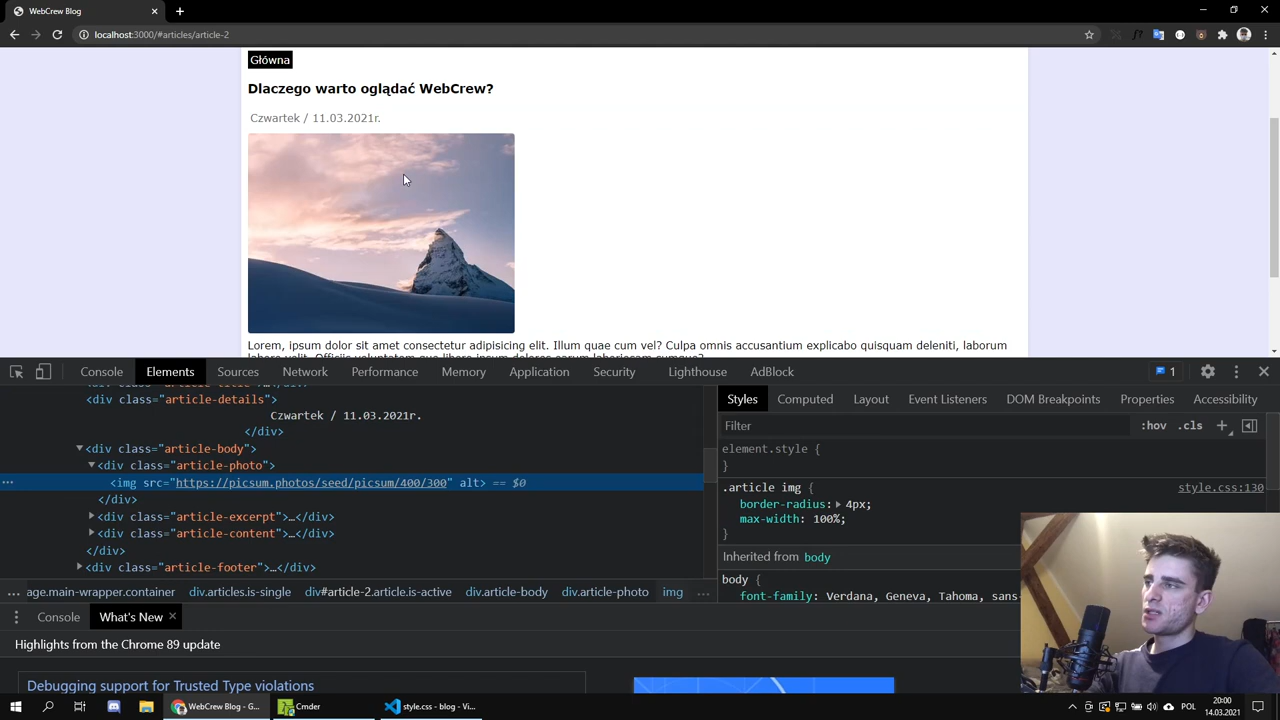 WebCrew Blog
localhost:3000/#articles/article-2
Główna
Dlaczego warto oglądać WebCrew?
Czwartek / 11.03.2021r.
Lorem, ipsum dolor sit amet consectetur adipisicing elit. Illum quae cum vel? Culpa omnis accusantium explicabo quisquam deleniti, laborum
Console Elements Sources Network Performance Memory Application Security Lighthouse AdBlock 1
<div class="article-details">
Czwartek / 11.03.2021r.
</div>
<div class="article-body">
<div class="article-photo">
<img src="https://picsum.photos/seed/picsum/400/300" alt> == $0
</div>
<div class="article-excerpt">…</div>
<div class="article-content">…</div>
</div>
<div class="article-footer">…</div>
... age.main-wrapper.container div.articles.is-single div#article-2.article.is-active div.article-body div.article-photo img ...
Styles Computed Layout Event Listeners DOM Breakpoints Properties Accessibility
Filter :hov .cls +
element.style {
}
.article img { style.css:130
border-radius: 4px;
max-width: 100%;
}
Inherited from body
body {
font-family: Verdana, Geneva, Tahoma, sans-
Console What's New
Highlights from the Chrome 89 update
Debugging support for Trusted Type violations
WebCrew Blog - G... Cmder style.css - blog - Vi...
POL 20:00
14.03.2021